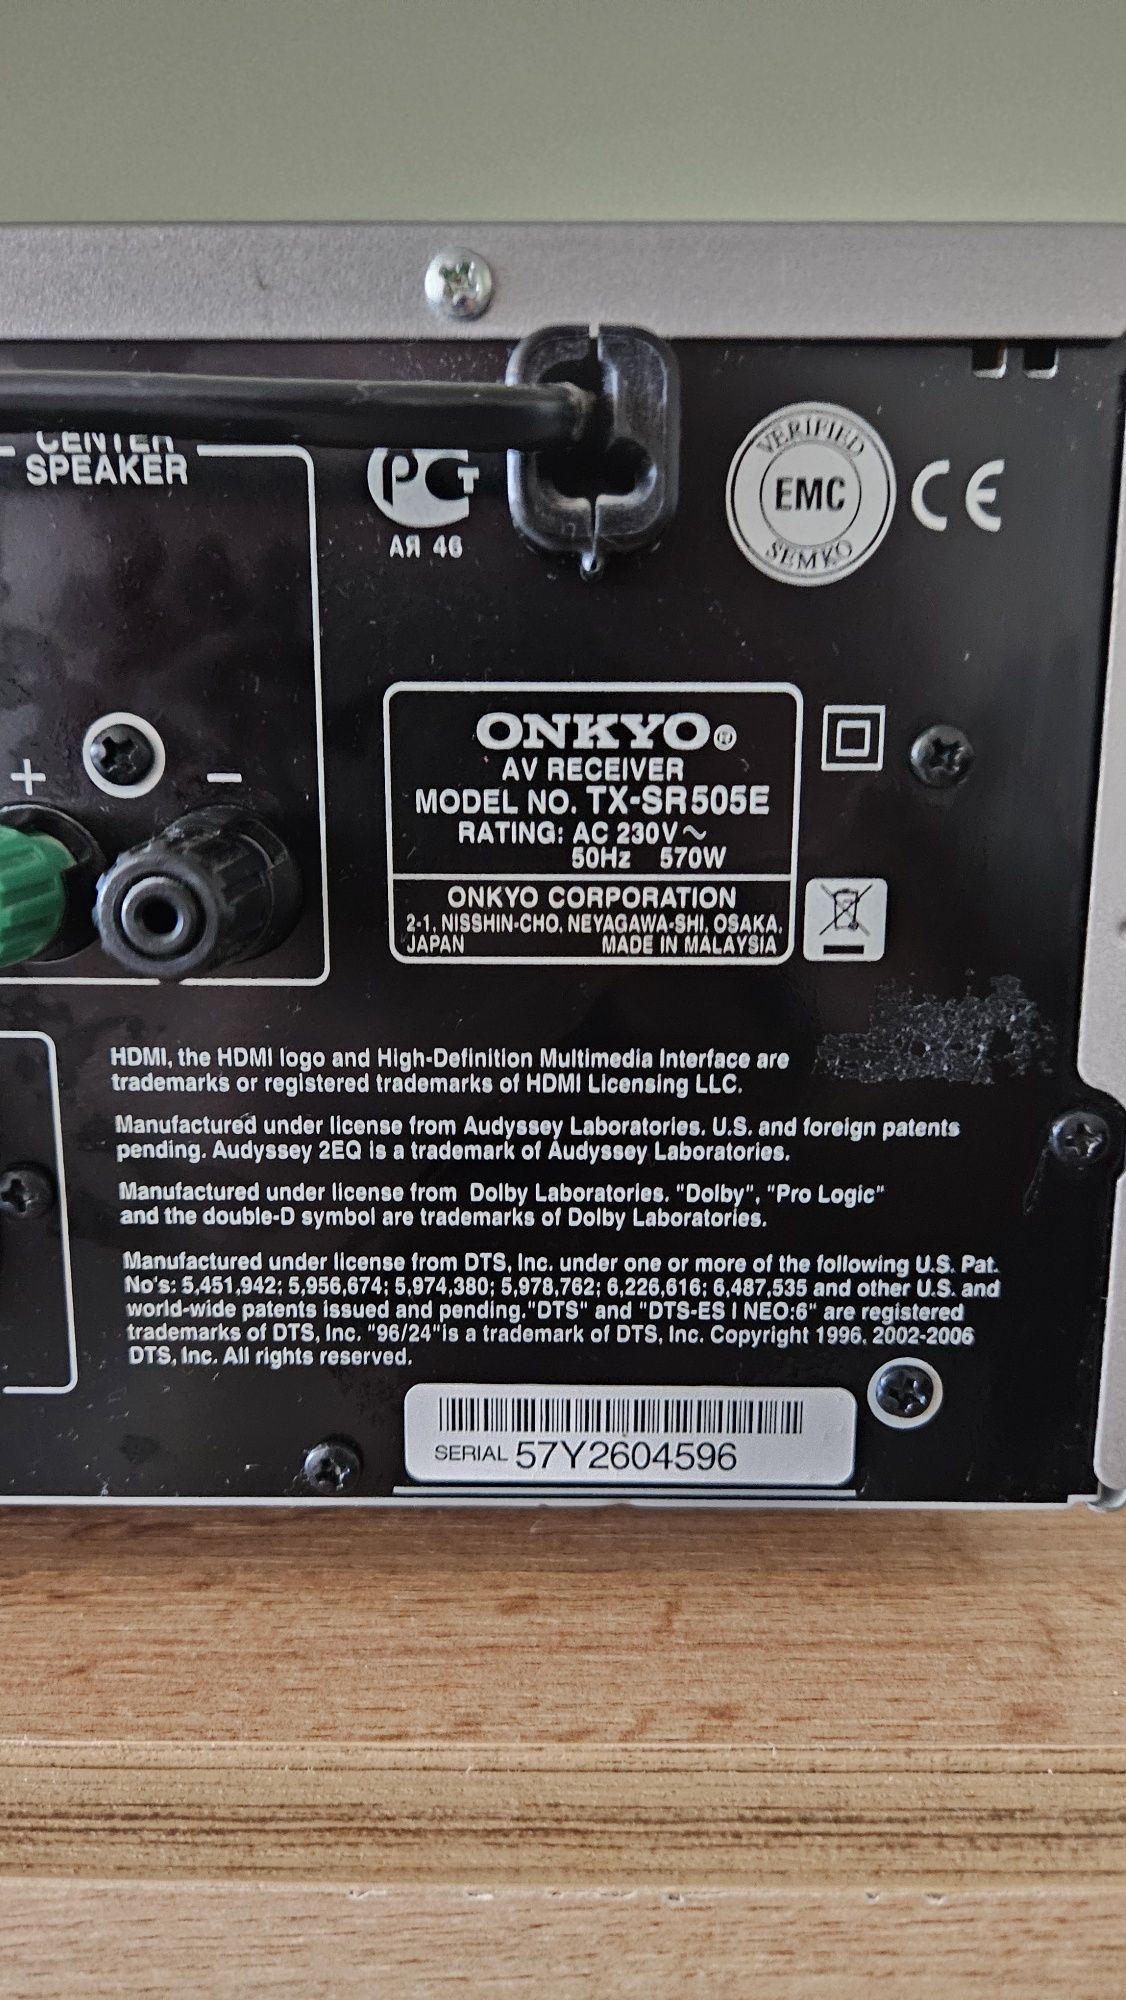 CENTER
SPEAKER
+ −
PCT
АЯ 46
VERIFIED
EMC
SEMKO
CE
ONKYO®
AV RECEIVER
MODEL NO. TX-SR505E
RATING: AC 230V~
50Hz 570W
ONKYO CORPORATION
2-1, NISSHIN-CHO, NEYAGAWA-SHI, OSAKA,
JAPAN MADE IN MALAYSIA
HDMI, the HDMI logo and High-Definition Multimedia Interface are
trademarks or registered trademarks of HDMI Licensing LLC.
Manufactured under license from Audyssey Laboratories. U.S. and foreign patents
pending. Audyssey 2EQ is a trademark of Audyssey Laboratories.
Manufactured under license from Dolby Laboratories. "Dolby", "Pro Logic"
and the double-D symbol are trademarks of Dolby Laboratories.
Manufactured under license from DTS, Inc. under one or more of the following U.S. Pat.
No's: 5,451,942; 5,956,674; 5,974,380; 5,978,762; 6,226,616; 6,487,535 and other U.S. and
world-wide patents issued and pending."DTS" and "DTS-ES I NEO:6" are registered
trademarks of DTS, Inc. "96/24"is a trademark of DTS, Inc. Copyright 1996, 2002-2006
DTS, Inc. All rights reserved.
SERIAL 57Y2604596